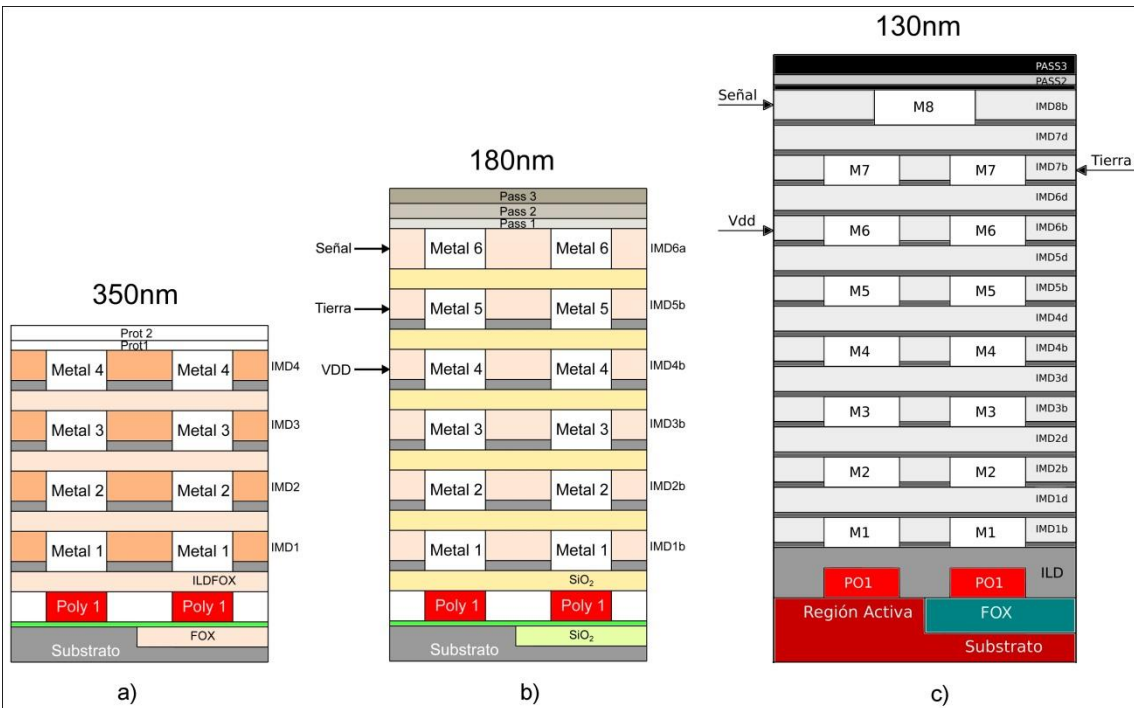 350nm
Prot 2
Prot1
Metal 4 Metal 4 IMD4
Metal 3 Metal 3 IMD3
Metal 2 Metal 2 IMD2
Metal 1 Metal 1 IMD1
ILDFOX
Poly 1 Poly 1
FOX
Substrato
a)
180nm
Pass 3
Pass 2
Pass 1
Señal Metal 6 Metal 6 IMD6a
Tierra Metal 5 Metal 5 IMD5b
VDD Metal 4 Metal 4 IMD4b
Metal 3 Metal 3 IMD3b
Metal 2 Metal 2 IMD2b
Metal 1 Metal 1 IMD1b
SiO₂
Poly 1 Poly 1
SiO₂
Substrato
b)
130nm
PASS3
PASS2
Señal M8 IMD8b
IMD7d
M7 M7 IMD7b Tierra
IMD6d
Vdd M6 M6 IMD6b
IMD5d
M5 M5 IMD5b
IMD4d
M4 M4 IMD4b
IMD3d
M3 M3 IMD3b
IMD2d
M2 M2 IMD2b
IMD1d
M1 M1 IMD1b
ILD
PO1 PO1
Región Activa FOX
Substrato
c)